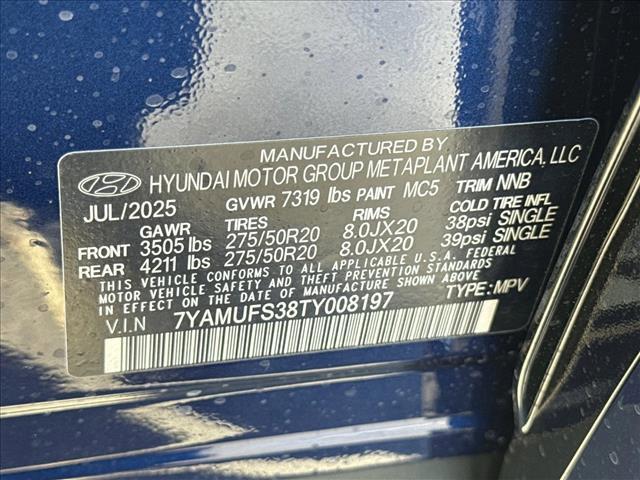 MANUFACTURED BY
HYUNDAI MOTOR GROUP METAPLANT AMERICA, LLC
JUL/2025 GVWR 7319 lbs PAINT MC5 TRIM NNB
GAWR TIRES RIMS COLD TIRE INFL
FRONT 3505 lbs 275/50R20 8.0JX20 38psi SINGLE
REAR 4211 lbs 275/50R20 8.0JX20 39psi SINGLE
THIS VEHICLE CONFORMS TO ALL APPLICABLE U.S.A. FEDERAL
MOTOR VEHICLE SAFETY AND THEFT PREVENTION STANDARDS
IN EFFECT ON THE DATE OF MANUFACTURE SHOWN ABOVE.
V.I.N 7YAMUFS38TY008197 TYPE:MPV